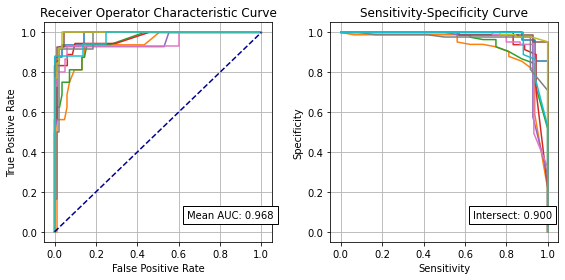 Receiver Operator Characteristic Curve
True Positive Rate
1.0
0.8
0.6
0.4
0.2
0.0
Mean AUC: 0.968
0.0 0.2 0.4 0.6 0.8 1.0
False Positive Rate
Sensitivity-Specificity Curve
Specificity
1.0
0.8
0.6
0.4
0.2
0.0
Intersect: 0.900
0.0 0.2 0.4 0.6 0.8 1.0
Sensitivity